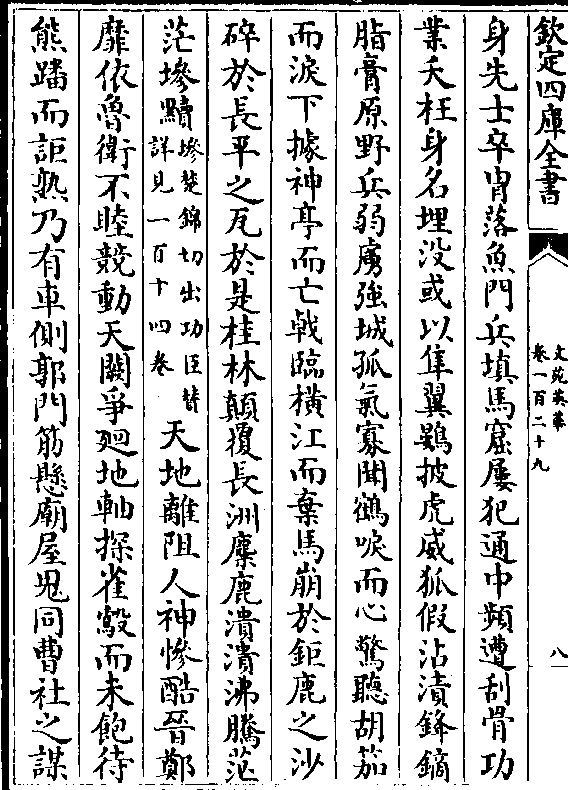 欽定四庫全書
文苑英華
卷一百二十九
八
身先士卒胄落魚門兵填馬窟屢犯通中頻遭刮骨功
業夭枉身名埋没或以隼翼鷃披虎威狐假沾漬鋒鏑
脂膏原野兵弱虜強城孤氣寡聞鶴唳而心驚聽胡笳
而淚下據神亭而亡戟臨橫江而棄馬崩於鉅鹿之沙
碎於長平之瓦於是桂林顛覆長洲麋鹿潰潰沸騰茫
茫墋黷墋楚錦切出功臣賛詳見一百十四卷天地離阻人神慘酷晉鄭
靡依魯衛不睦競動天關爭廻地軸探雀鷇而未飽待
熊蹯而詎熟乃有車側郭門筋懸廟屋鬼同曹社之謀